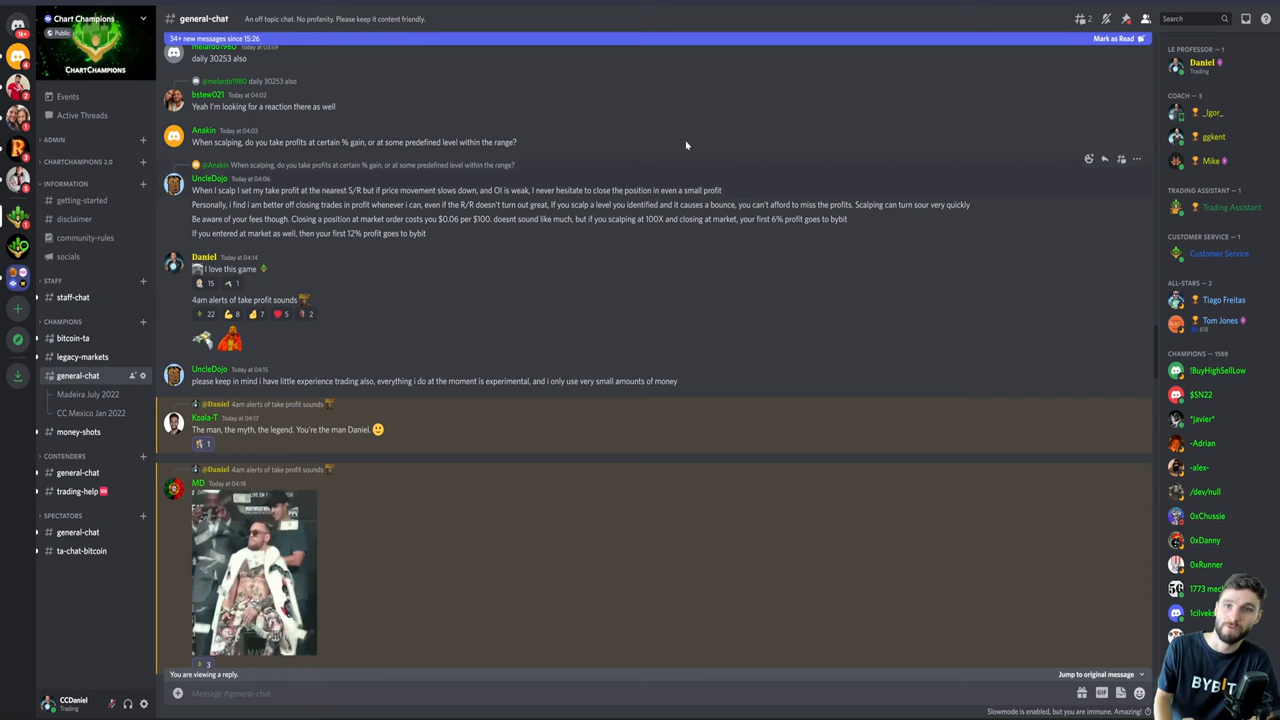 Chart Champions
Public
CHARTCHAMPIONS
general-chat
An off topic chat. No profanity. Please keep it content friendly.
2
Search
34+ new messages since 15:26
Mark as Read
Events
Active Threads
ADMIN
CHARTCHAMPIONS 2.0
INFORMATION
getting-started
disclaimer
community-rules
socials
STAFF
staff-chat
CHAMPIONS
bitcoin-ta
legacy-markets
general-chat
Madeira July 2022
CC Mexico Jan 2022
money-shots
CONTENDERS
general-chat
trading-help
SPECTATORS
general-chat
ta-chat-bitcoin
CCDaniel
Trading
melardo1980 Today at 03:59
daily 30253 also
@melardo1980 daily 30253 also
bstew021 Today at 04:02
Yeah I'm looking for a reaction there as well
Anakin Today at 04:03
When scalping, do you take profits at certain % gain, or at some predefined level within the range?
@Anakin When scalping, do you take profits at certain % gain, or at some predefined level within the range?
UncleDojo Today at 04:06
When I scalp I set my take profit at the nearest S/R but if price movement slows down, and OI is weak, I never hesitate to close the position in even a small profit
Personally, i find i am better off closing trades in profit whenever i can, even if the R/R doesn't turn out great, If you scalp a level you identified and it causes a bounce, you can't afford to miss the profits. Scalping can turn sour very quickly
Be aware of your fees though. Closing a position at market order costs you $0.06 per $100. doesnt sound like much, but if you scalping at 100X and closing at market, your first 6% profit goes to bybit
If you entered at market as well, then your first 12% profit goes to bybit
Daniel Today at 04:14
I love this game
15 1
4am alerts of take profit sounds
22 8 7 5 2
UncleDojo Today at 04:15
please keep in mind i have little experience trading also, everything i do at the moment is experimental, and i only use very small amounts of money
@Daniel 4am alerts of take profit sounds
Koala-T Today at 04:17
The man, the myth, the legend. You're the man Daniel.
1
@Daniel 4am alerts of take profit sounds
MD Today at 04:18
3
You are viewing a reply.
Jump to original message
Message #general-chat
GIF
Slowmode is enabled, but you are immune. Amazing!
LE PROFESSOR — 1
Daniel
Trading
COACH — 3
_Igor_
ggkent
Mike
TRADING ASSISTANT — 1
Trading Assistant
CUSTOMER SERVICE — 1
Customer Service
ALL-STARS — 2
Tiago Freitas
Tom Jones
618
CHAMPIONS — 1569
!BuyHighSellLow
$SN22
*javier*
-Adrian
-alex-
/dev/null
0xChussie
0xDanny
0xRunner
BYBIT